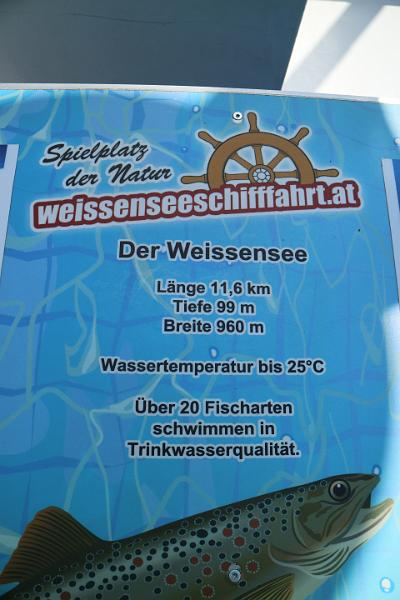 Spielplatz
der Natur
weissenseeschifffahrt.at
Der Weissensee
Länge 11,6 km
Tiefe 99 m
Breite 960 m
Wassertemperatur bis 25°C
Über 20 Fischarten
schwimmen in
Trinkwasserqualität.